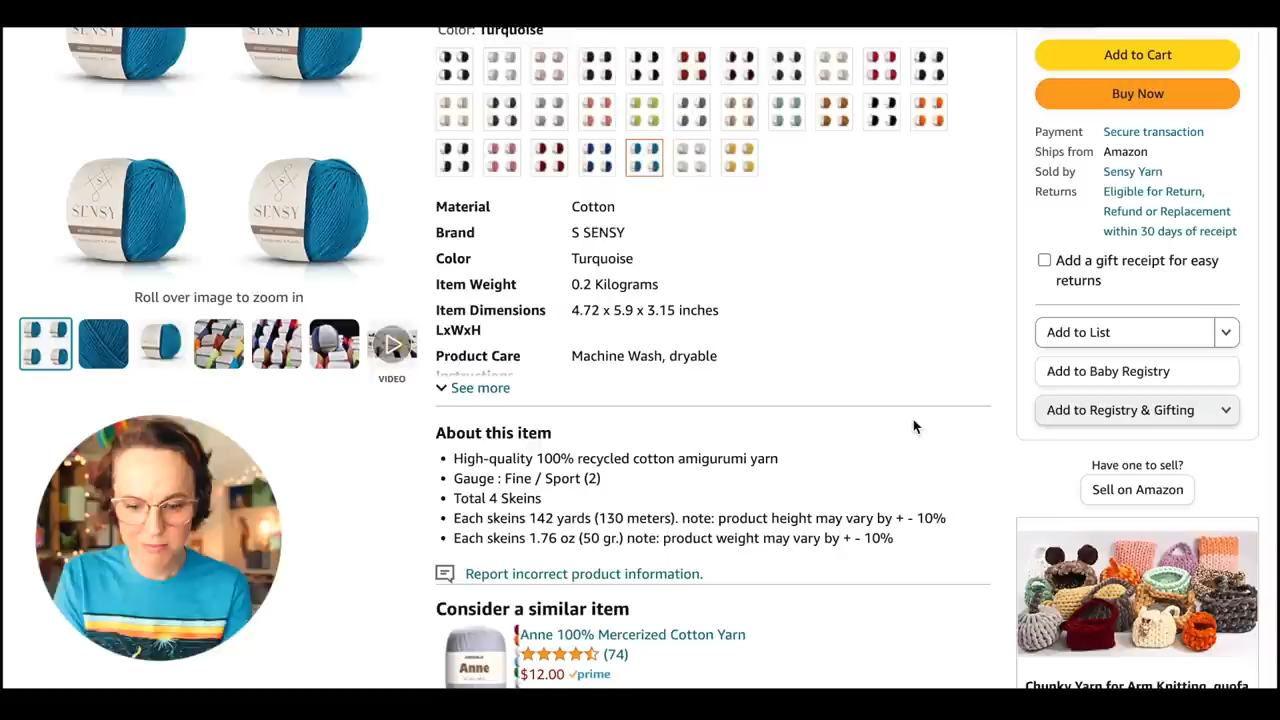 Color: Turquoise
SENSY
SENSY
Roll over image to zoom in
VIDEO
Material Cotton
Brand S SENSY
Color Turquoise
Item Weight 0.2 Kilograms
Item Dimensions 4.72 x 5.9 x 3.15 inches
LxWxH
Product Care Machine Wash, dryable
Instructions
See more
About this item
• High-quality 100% recycled cotton amigurumi yarn
• Gauge : Fine / Sport (2)
• Total 4 Skeins
• Each skeins 142 yards (130 meters). note: product height may vary by + - 10%
• Each skeins 1.76 oz (50 gr.) note: product weight may vary by + - 10%
Report incorrect product information.
Consider a similar item
Anne
Anne 100% Mercerized Cotton Yarn
(74)
$12.00 prime
Add to Cart
Buy Now
Payment Secure transaction
Ships from Amazon
Sold by Sensy Yarn
Returns Eligible for Return,
Refund or Replacement
within 30 days of receipt
Add a gift receipt for easy
returns
Add to List
Add to Baby Registry
Add to Registry & Gifting
Have one to sell?
Sell on Amazon
Chunky Yarn for Arm Knitting, guofa